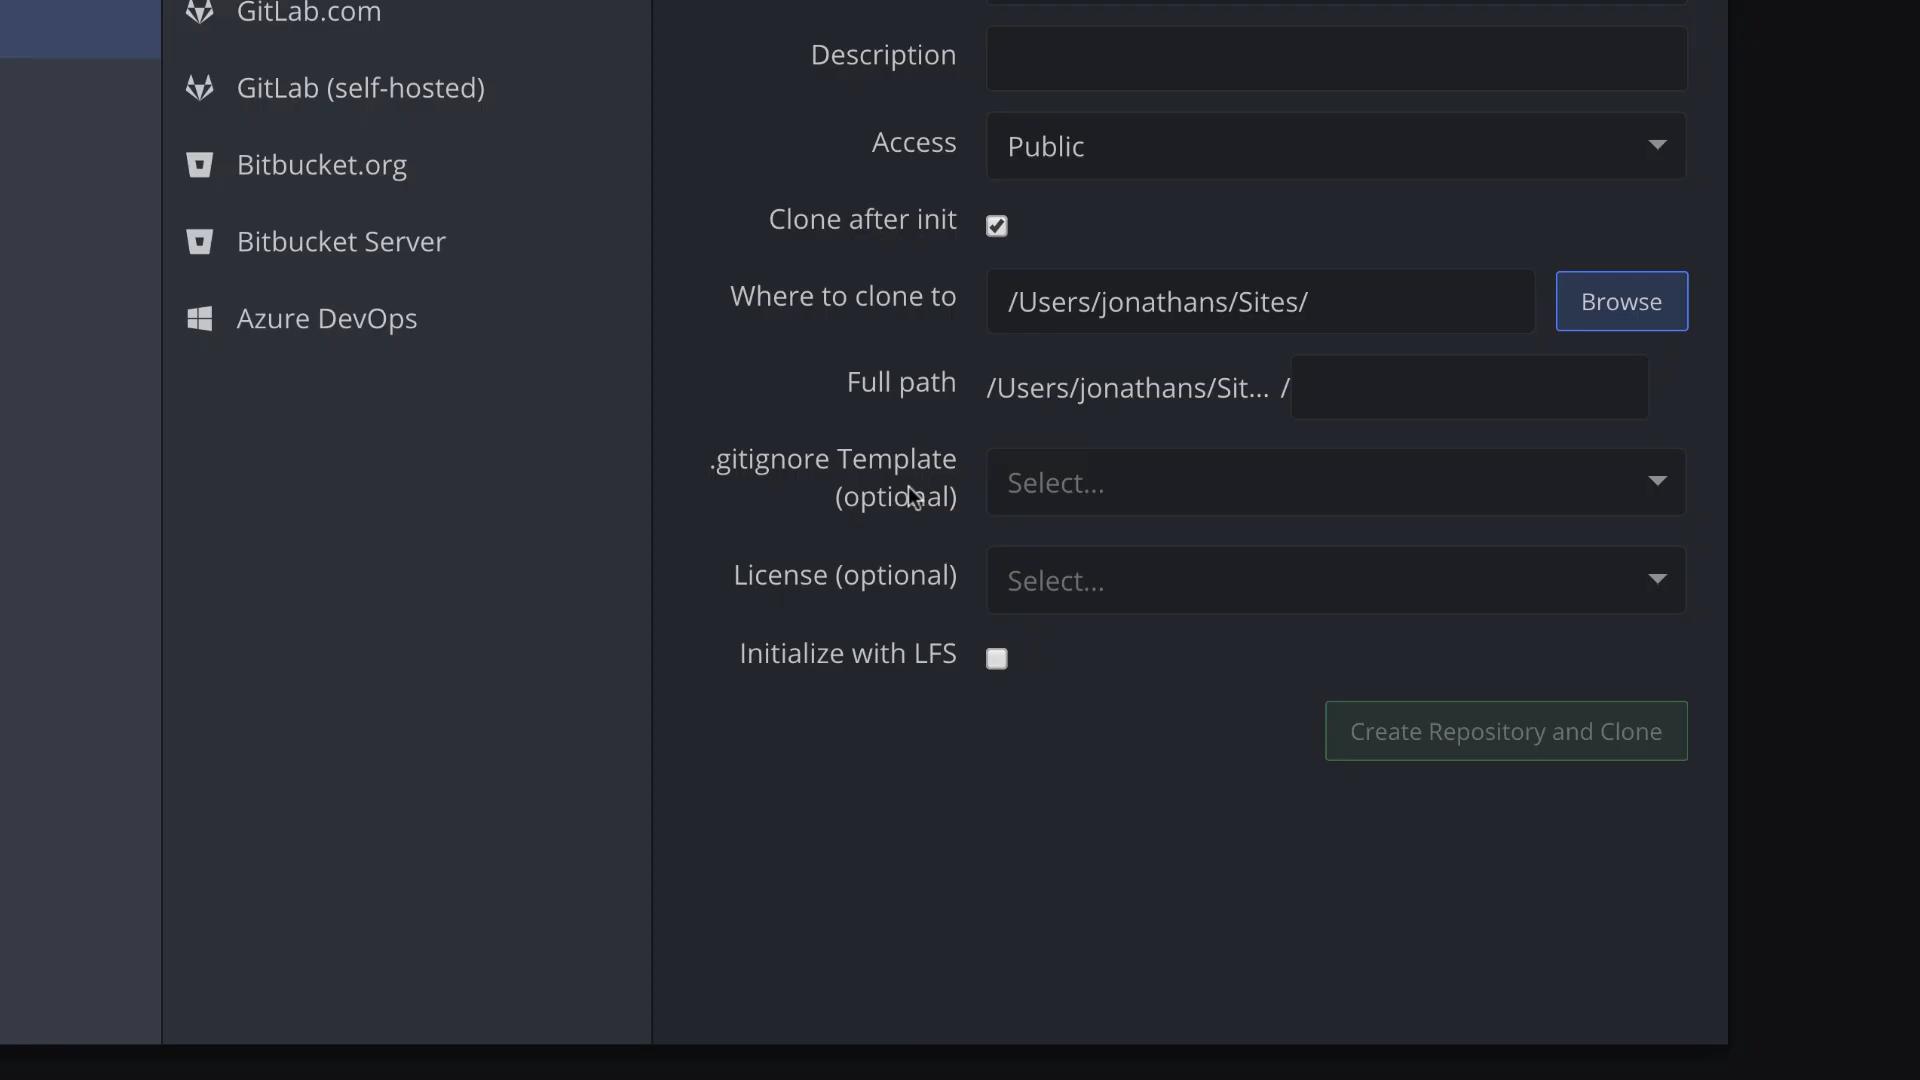 GitLab.com
GitLab (self-hosted)
Bitbucket.org
Bitbucket Server
Azure DevOps
Description
Access
Public
Clone after init
Where to clone to
/Users/jonathans/Sites/
Browse
Full path
/Users/jonathans/Sit... /
.gitignore Template
(optional)
Select...
License (optional)
Select...
Initialize with LFS
Create Repository and Clone